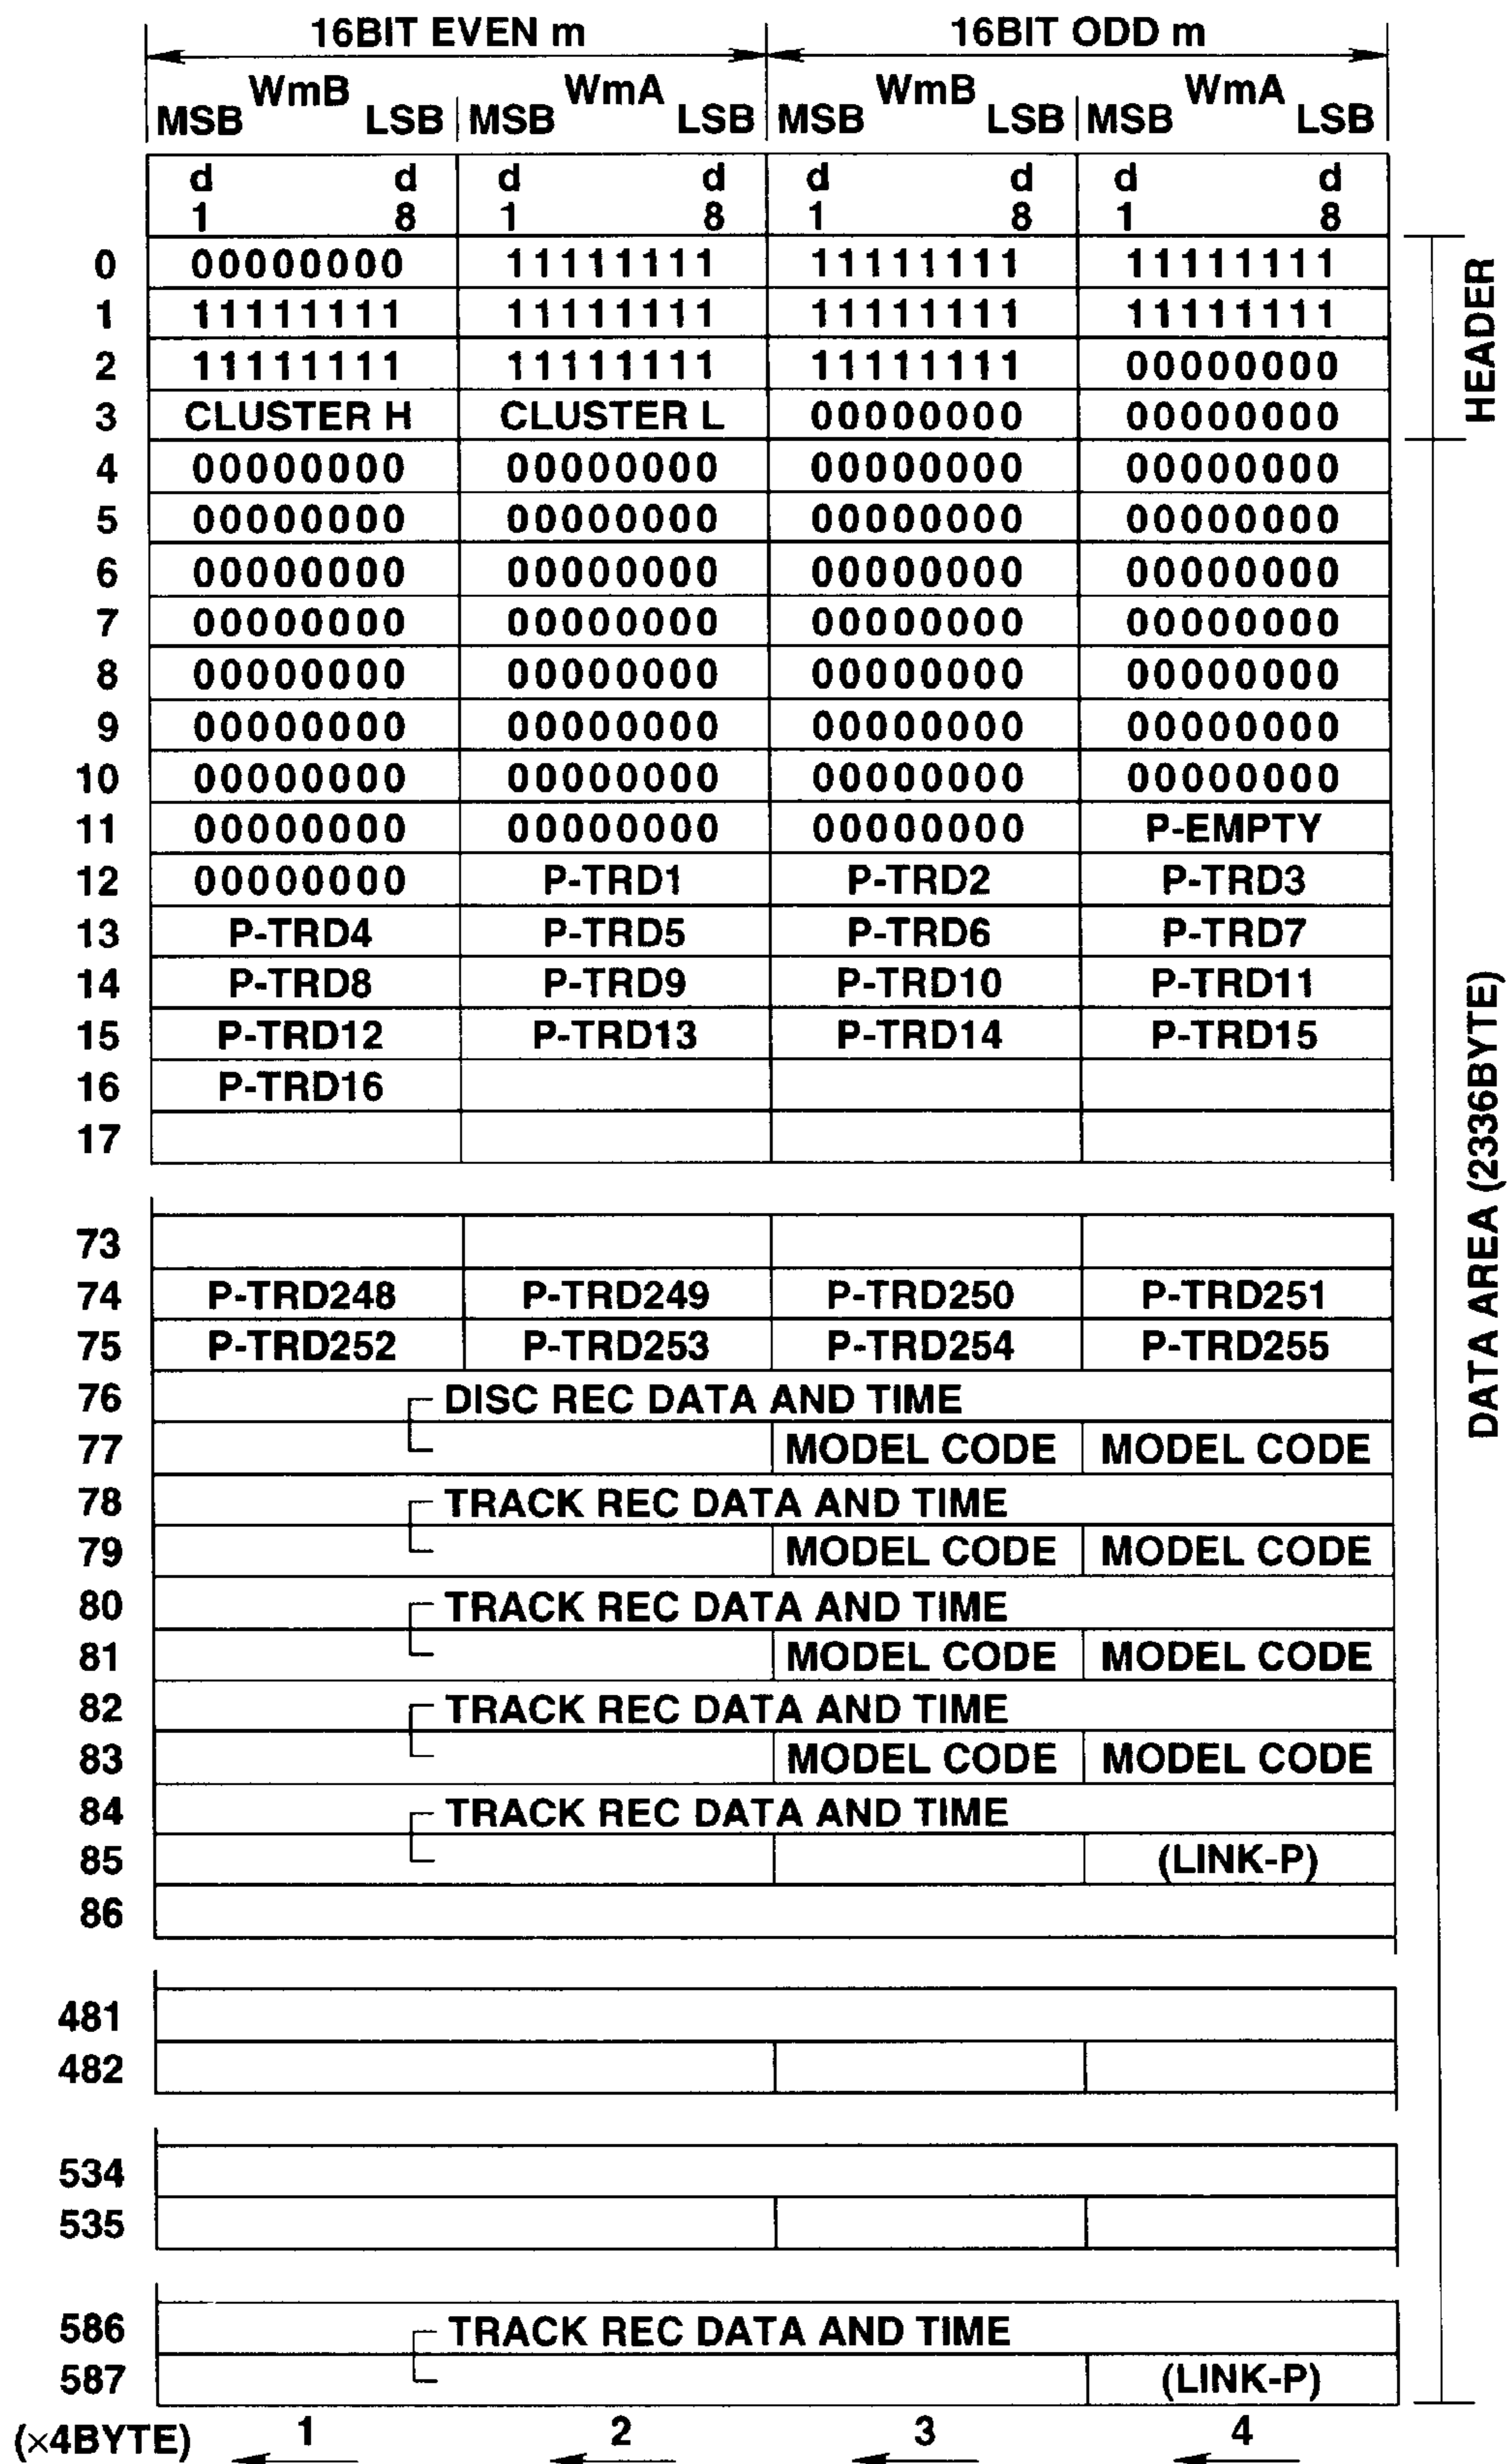 16BIT EVEN m 16BIT ODD m
WmB WmA WmB WmA
MSB LSB MSB LSB MSB LSB MSB LSB
d d d d d d d d
1 8 1 8 1 8 1 8
0 00000000 11111111 11111111 11111111
1 11111111 11111111 11111111 11111111
2 11111111 11111111 11111111 00000000
3 CLUSTER H CLUSTER L 00000000 00000000
HEADER
4 00000000 00000000 00000000 00000000
5 00000000 00000000 00000000 00000000
6 00000000 00000000 00000000 00000000
7 00000000 00000000 00000000 00000000
8 00000000 00000000 00000000 00000000
9 00000000 00000000 00000000 00000000
10 00000000 00000000 00000000 00000000
11 00000000 00000000 00000000 P-EMPTY
12 00000000 P-TRD1 P-TRD2 P-TRD3
13 P-TRD4 P-TRD5 P-TRD6 P-TRD7
14 P-TRD8 P-TRD9 P-TRD10 P-TRD11
15 P-TRD12 P-TRD13 P-TRD14 P-TRD15
16 P-TRD16
17
73
74 P-TRD248 P-TRD249 P-TRD250 P-TRD251
75 P-TRD252 P-TRD253 P-TRD254 P-TRD255
76 DISC REC DATA AND TIME
77 MODEL CODE MODEL CODE
78 TRACK REC DATA AND TIME
79 MODEL CODE MODEL CODE
80 TRACK REC DATA AND TIME
81 MODEL CODE MODEL CODE
82 TRACK REC DATA AND TIME
83 MODEL CODE MODEL CODE
84 TRACK REC DATA AND TIME
85 (LINK-P)
86
481
482
534
535
586 TRACK REC DATA AND TIME
587 (LINK-P)
DATA AREA (2336BYTE)
(×4BYTE) 1 2 3 4